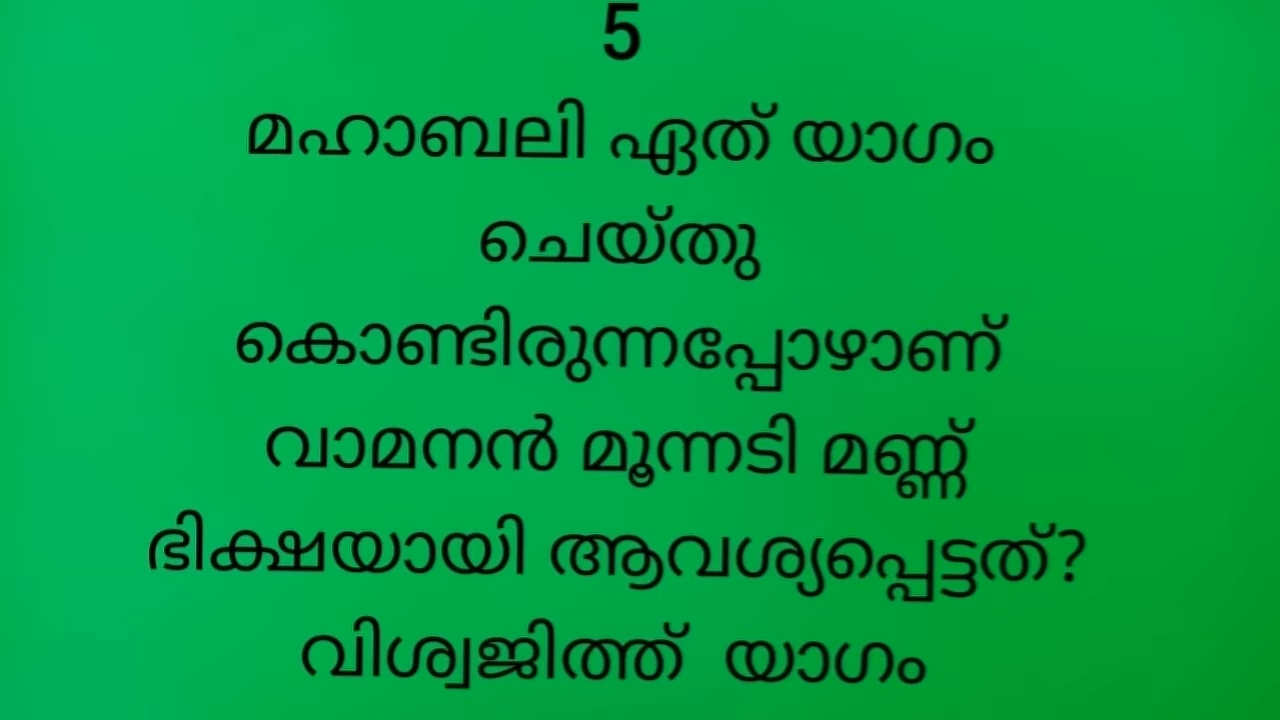 5
മഹാബലി ഏത് യാഗം
ചെയ്തു
കൊണ്ടിരുന്നപ്പോഴാണ്
വാമനൻ മൂന്നടി മണ്ണ്
ഭിക്ഷയായി ആവശ്യപ്പെട്ടത്?
വിശ്വജിത്ത് യാഗം